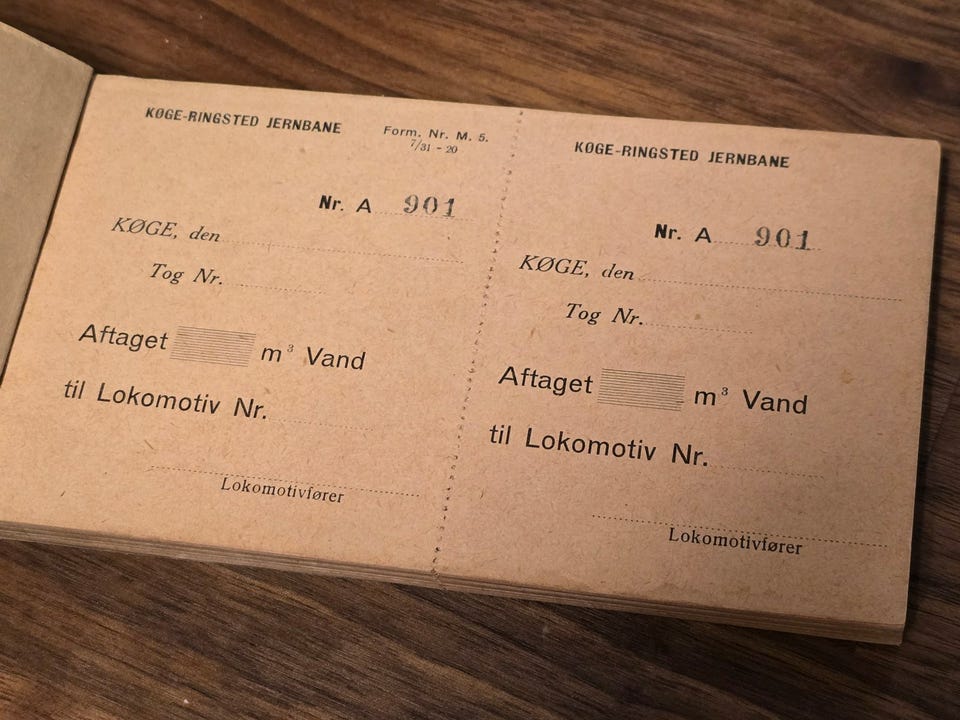 KØGE-RINGSTED JERNBANE
Form. Nr. M. 5.
7/31 - 20
Nr. A 901
KØGE, den
Tog Nr.
Aftaget m³ Vand
til Lokomotiv Nr.
Lokomotivfører
KØGE-RINGSTED JERNBANE
Nr. A 901
KØGE, den
Tog Nr.
Aftaget m³ Vand
til Lokomotiv Nr.
Lokomotivfører